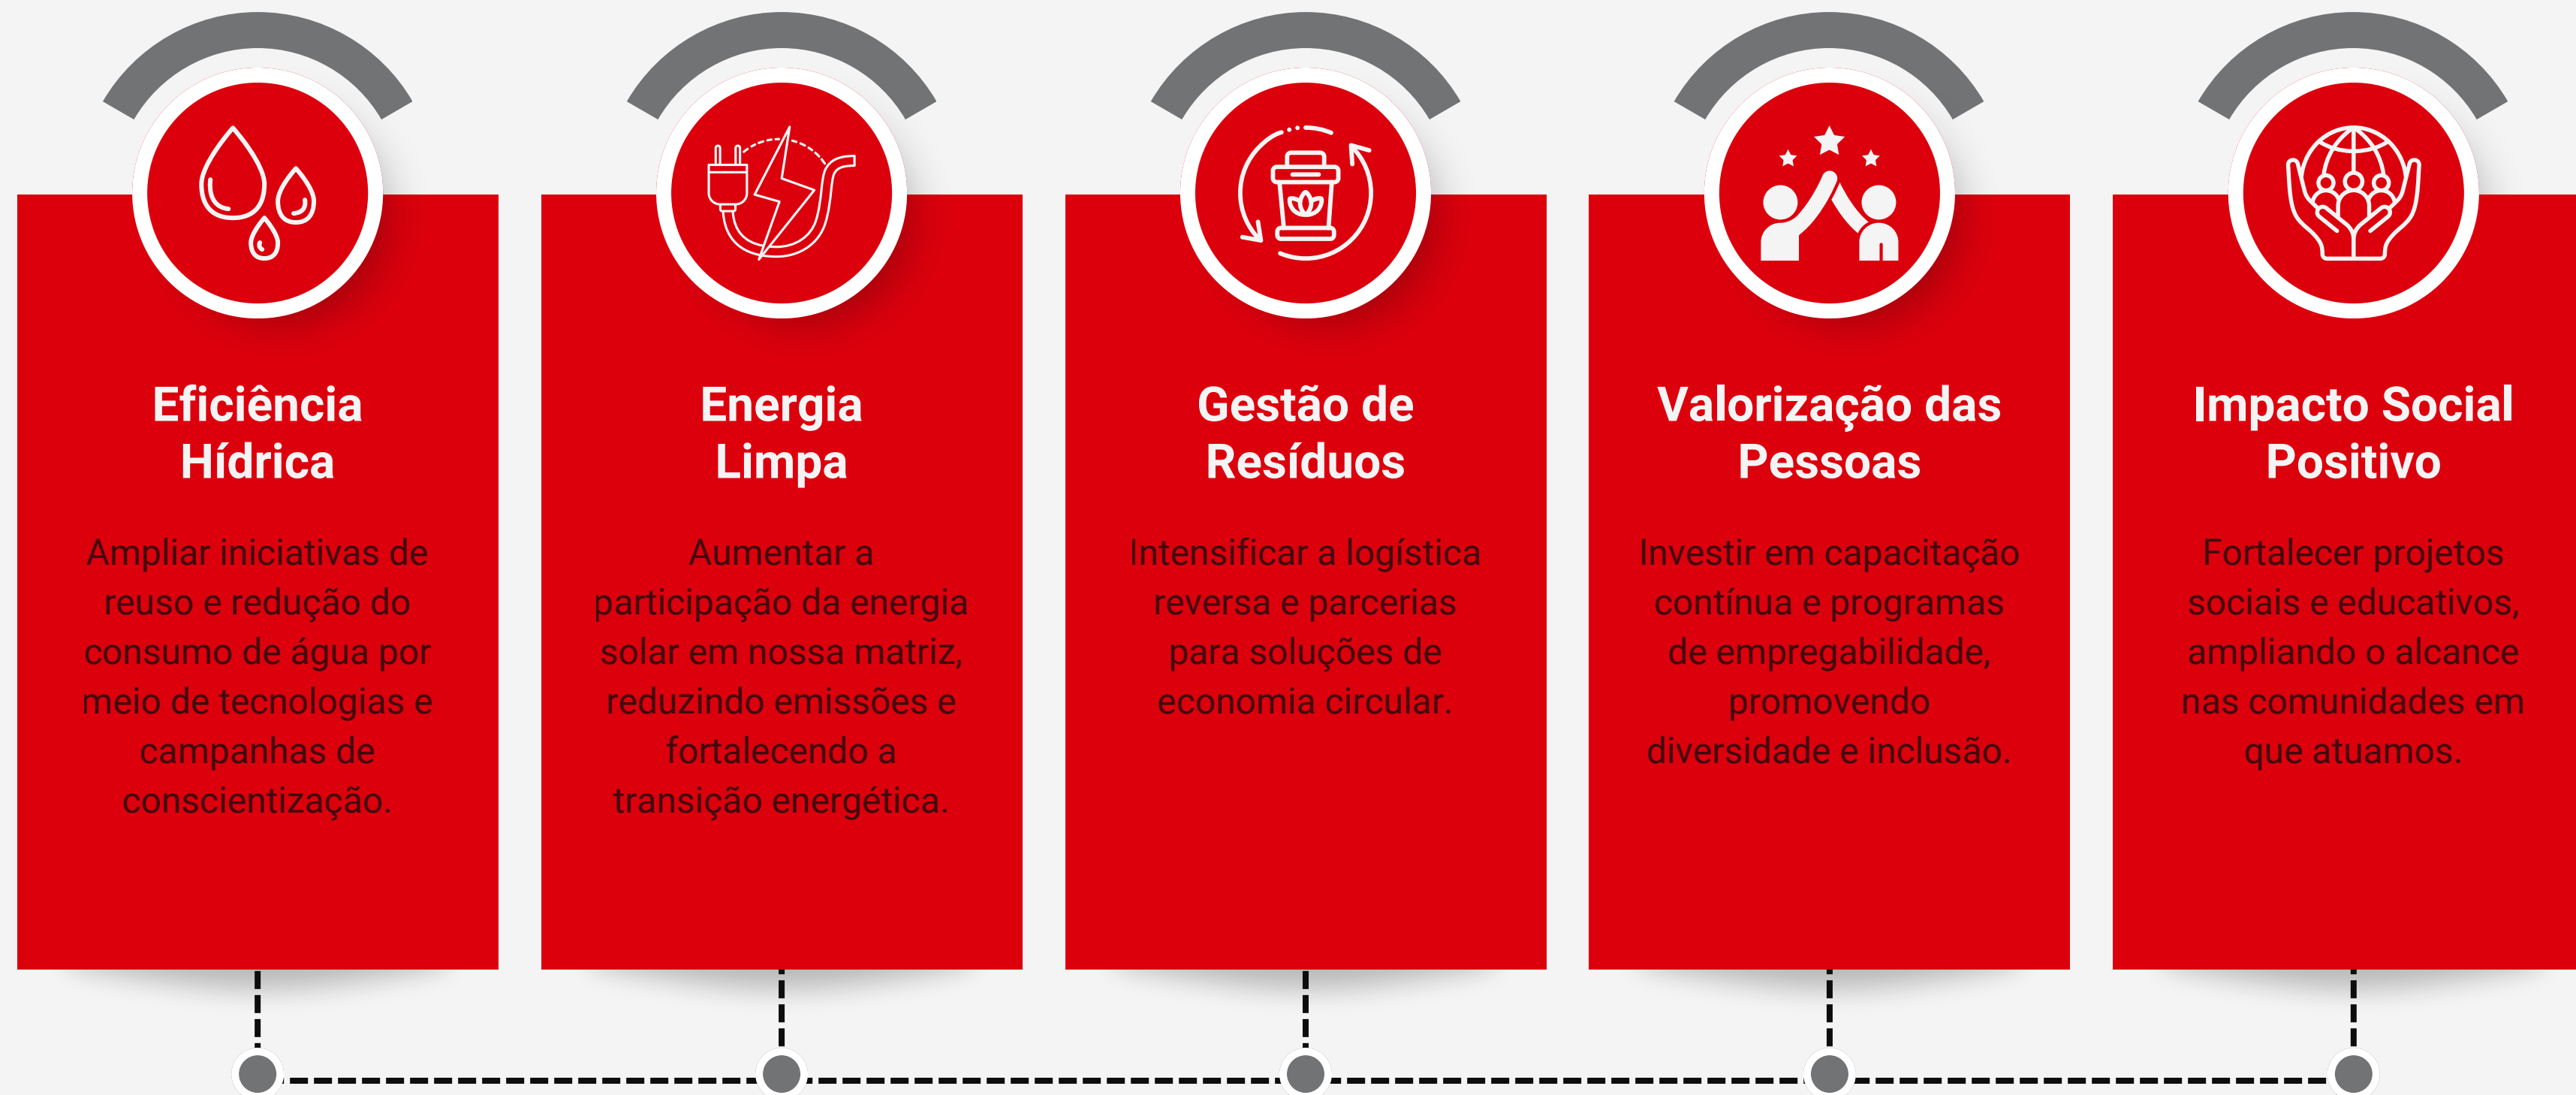 Eficiência
Hídrica
Ampliar iniciativas de
reuso e redução do
consumo de água por
meio de tecnologias e
campanhas de
conscientização.
Energia
Limpa
Aumentar a
participação da energia
solar em nossa matriz,
reduzindo emissões e
fortalecendo a
transição energética.
Gestão de
Resíduos
Intensificar a logística
reversa e parcerias
para soluções de
economia circular.
Valorização das
Pessoas
Investir em capacitação
contínua e programas
de empregabilidade,
promovendo
diversidade e inclusão.
Impacto Social
Positivo
Fortalecer projetos
sociais e educativos,
ampliando o alcance
nas comunidades em
que atuamos.